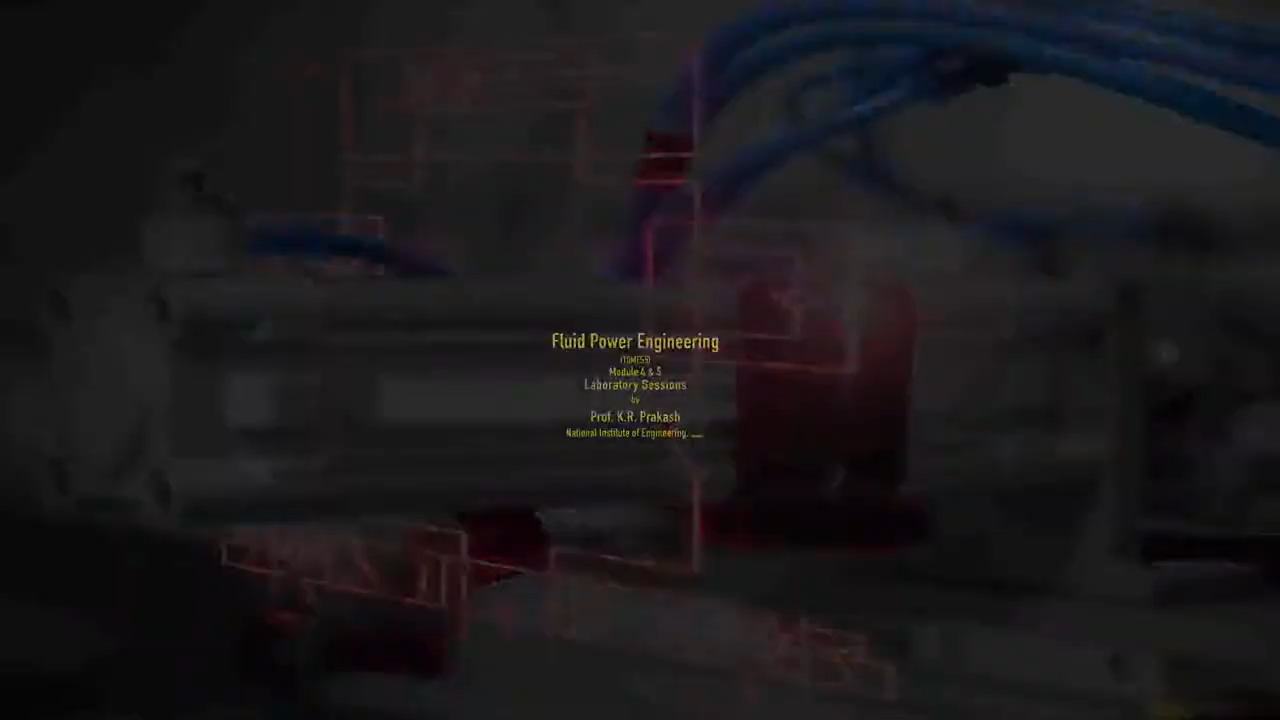 Fluid Power Engineering
Module 4 & 5
Laboratory Sessions
by
Prof. K.R. Prakash
National Institute of Engineering,